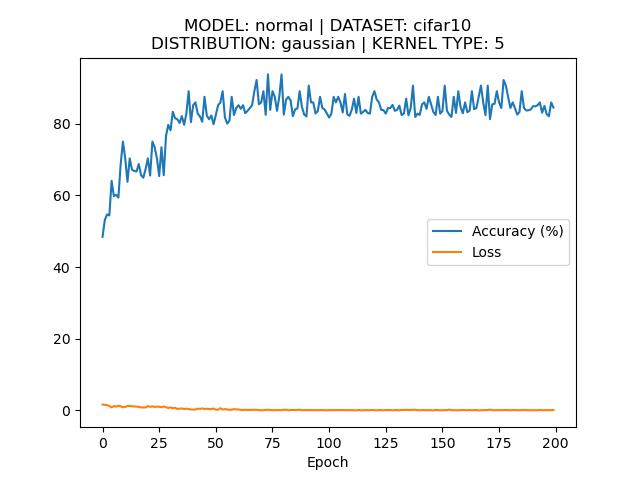 MODEL: normal | DATASET: cifar10
DISTRIBUTION: gaussian | KERNEL TYPE: 5
80
60
40
20
0
Accuracy (%)
Loss
0 25 50 75 100 125 150 175 200
Epoch